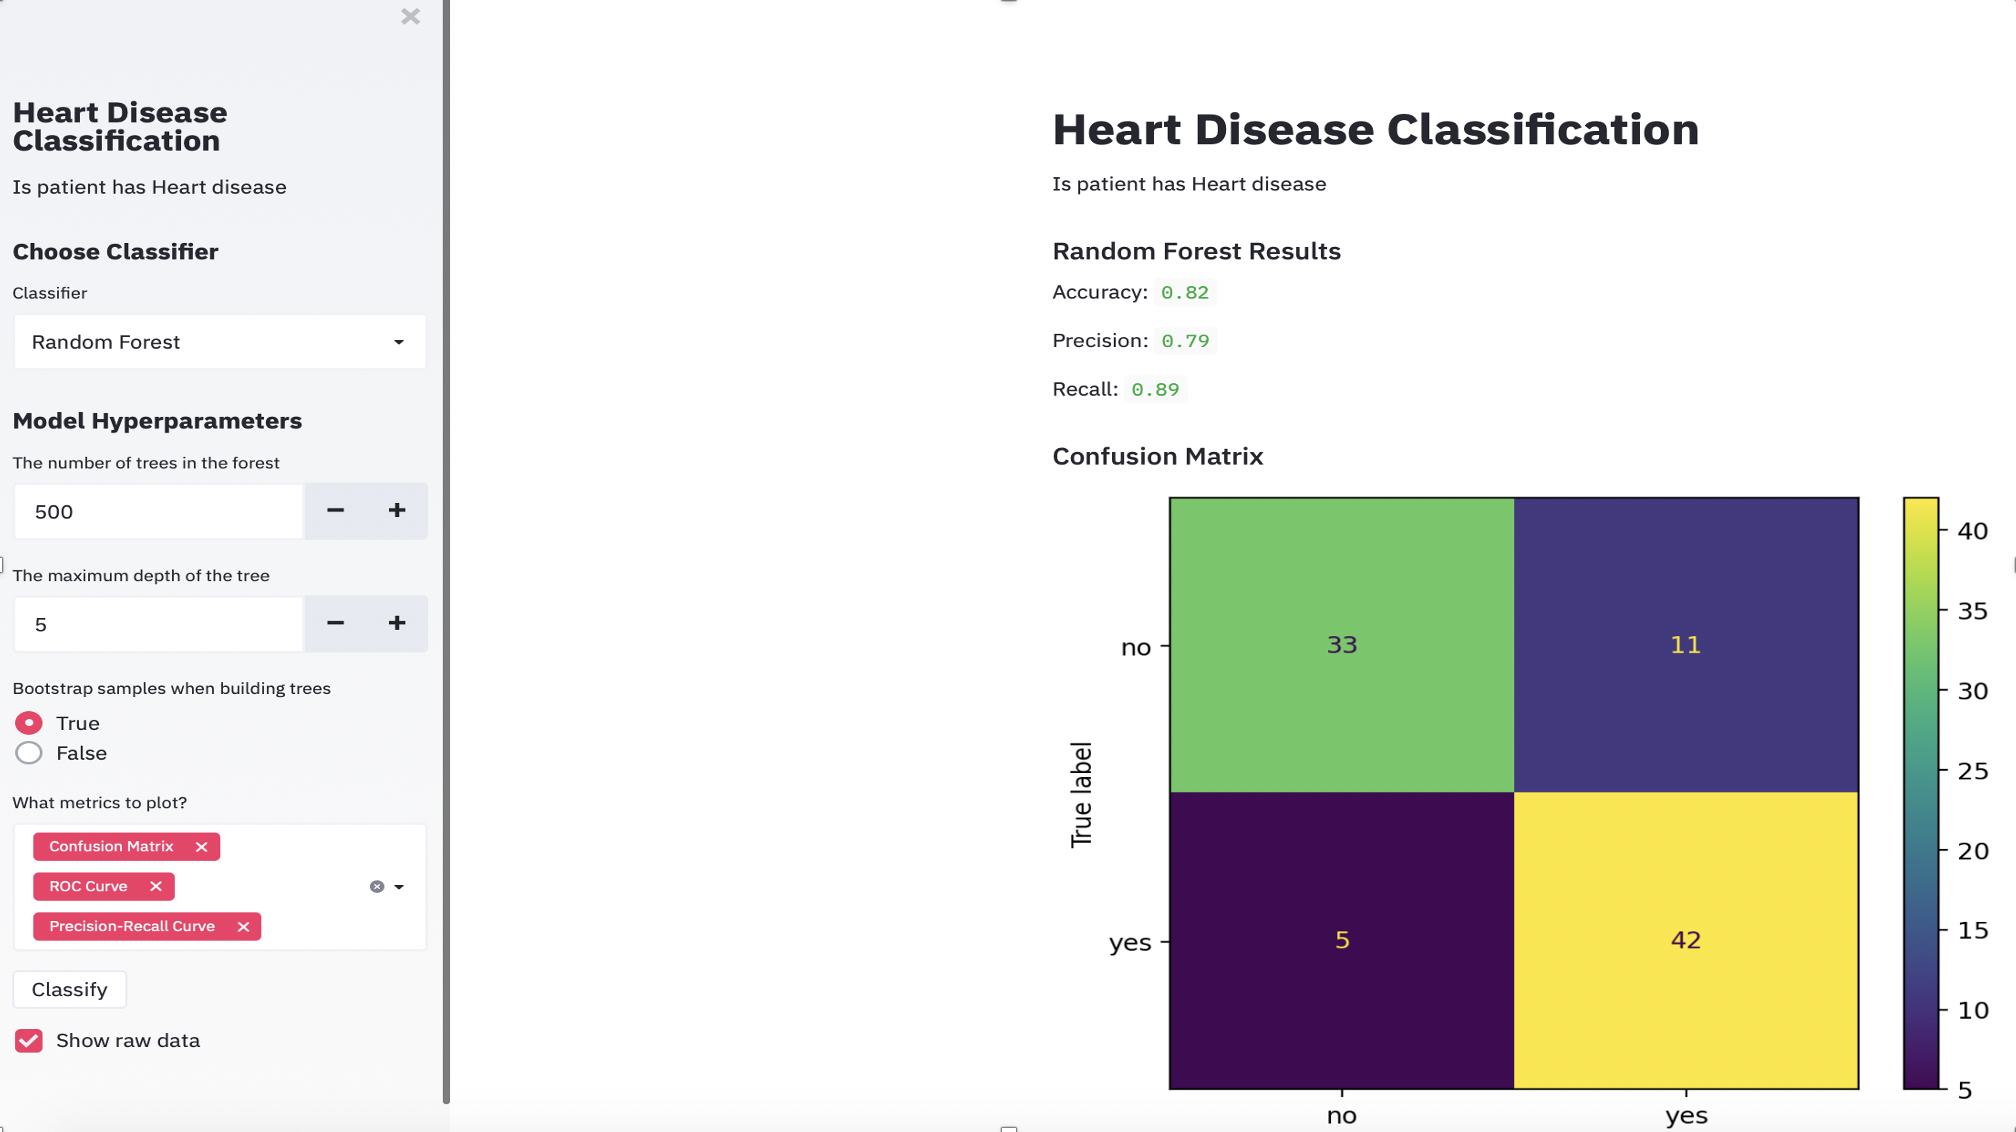 Heart Disease
Classification
Is patient has Heart disease
Choose Classifier
Classifier
Random Forest
Model Hyperparameters
The number of trees in the forest
500
The maximum depth of the tree
5
Bootstrap samples when building trees
True
False
What metrics to plot?
Confusion Matrix
ROC Curve
Precision-Recall Curve
Classify
Show raw data
Heart Disease Classification
Is patient has Heart disease
Random Forest Results
Accuracy: 0.82
Precision: 0.79
Recall: 0.89
Confusion Matrix
True label
no
33
11
yes
5
42
no
yes
40
35
30
25
20
15
10
5